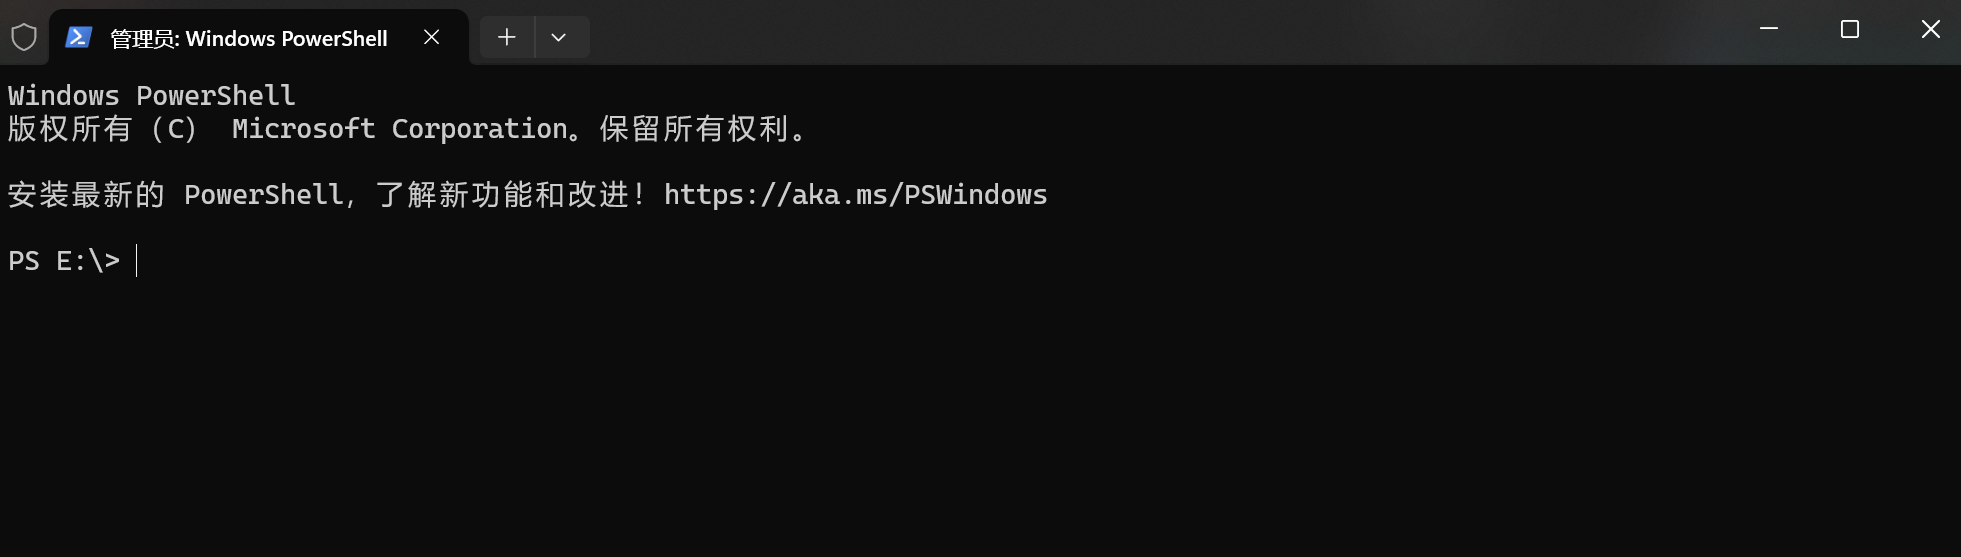 管理员: Windows PowerShell
Windows PowerShell
版权所有（C） Microsoft Corporation。保留所有权利。
安装最新的 PowerShell，了解新功能和改进！https://aka.ms/PSWindows
PS E:\>